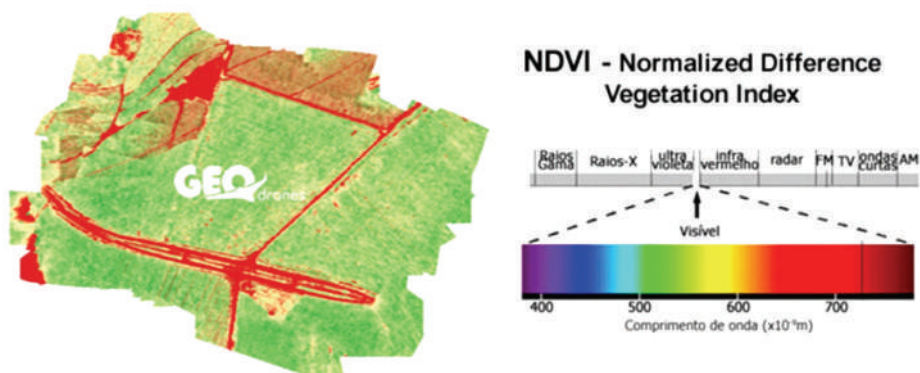 GEO
drones
NDVI - Normalized Difference
Vegetation Index
Raios
Gama
Raios-X
ultra
violeta
infra
vermelho
radar
FM
TV
ondas
curtas
AM
Visível
400
500
600
700
Comprimento de onda (x10⁻⁹m)